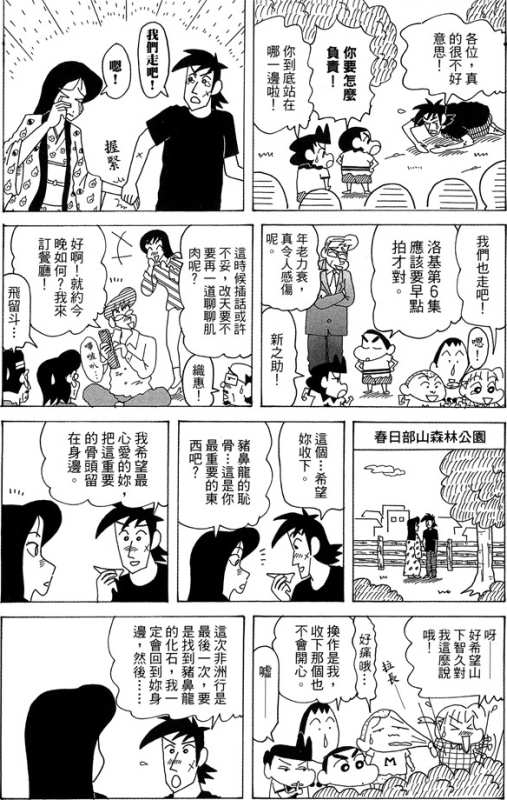 各位，真
的很不好
意思！
你要怎麼
負責！
你到底站在
哪一邊啦！
我們走吧！
嗯！
握緊
我們也走吧！
嗯！
洛基第6集
應該要早點
拍才對。
年老力衰，
真令人感傷
呢。
新之助！
這時候插話或許
不妥，改天要不
要再一道聊聊肌
肉呢？
織惠！
好啊！就約今
晚如何？我來
訂餐廳！
飛留斗…
春日部山森林公園
這個…希望
妳收下。
豬鼻龍的恥
骨…這是你
最重要的東
西吧？
我希望最
心愛的妳，
把這重要
的骨頭留
在身邊。
呀
好希望山
下智久對
我這麼說
哦！
拉長
好痛哦…
換作是我，
收下那個也
不會開心。
噓
M
這次非洲行是
最後一次，要
是找到豬鼻龍
的化石，我一
定會回到妳身
邊，然後……